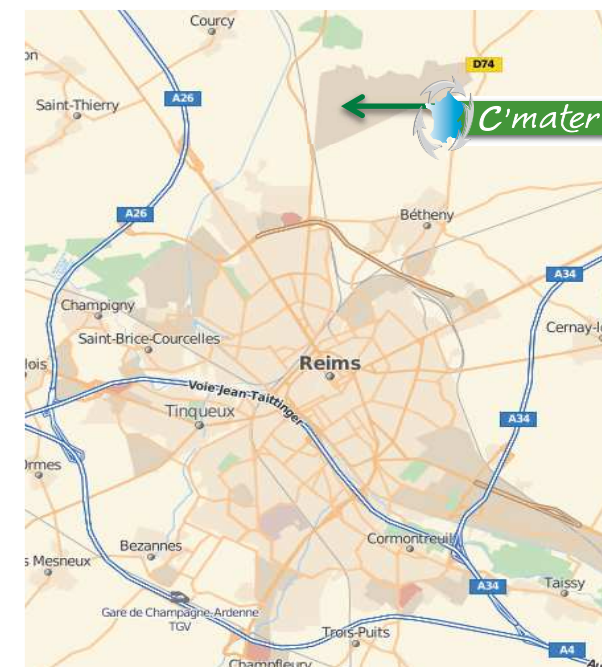 Courcy
on
D74
Saint-Thierry
A26
C'mater
A26
Bétheny
A34
Champigny
Cernay-l
Saint-Brice-Courcelles
lois
Reims
Voie Jean Taittinger
Tinqueux
A34
Ormes
Cormontreuil
Bezannes
s Mesneux
A34
Taissy
Gare de Champagne-Ardenne
TGV
Trois-Puits
A4
Champfleury